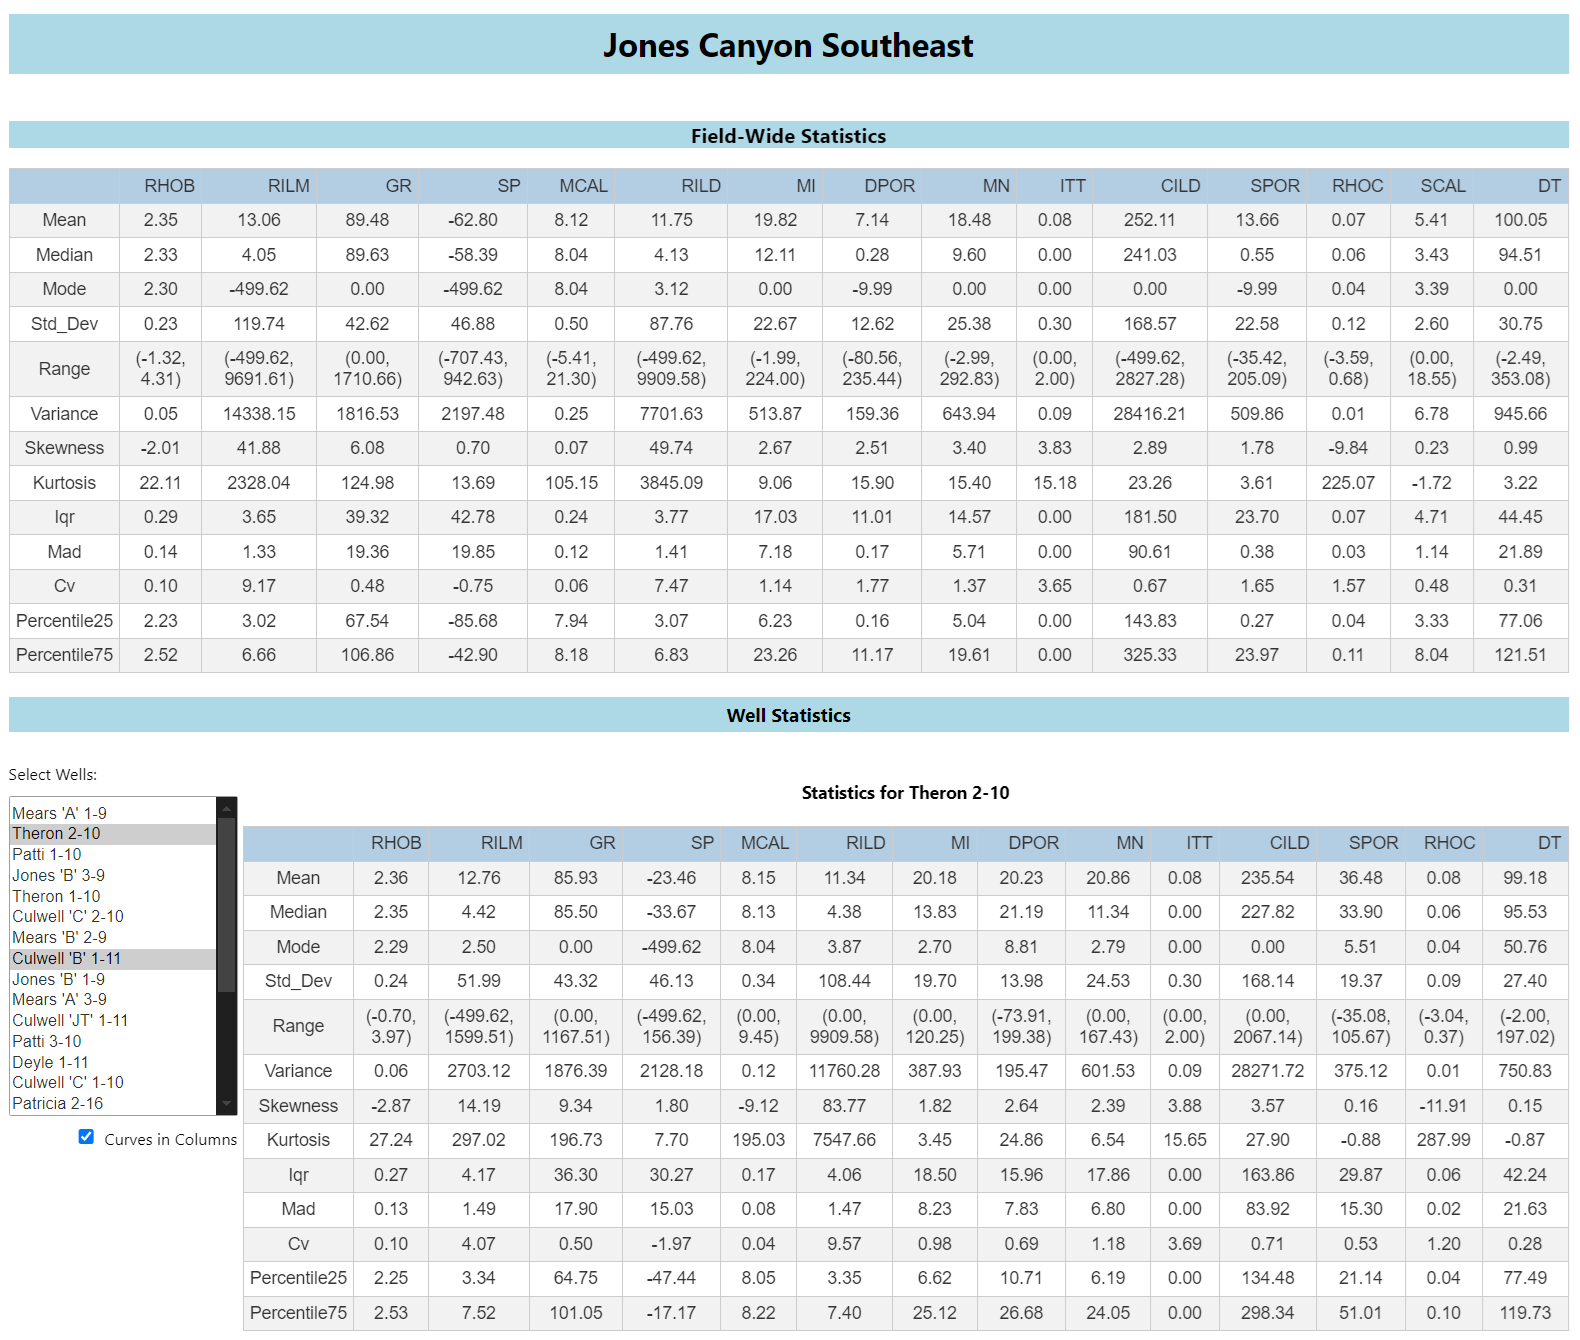 Jones Canyon Southeast
Field-Wide Statistics
RHOB RILM GR SP MCAL RILD MI DPOR MN ITT CILD SPOR RHOC SCAL DT
Mean 2.35 13.06 89.48 -62.80 8.12 11.75 19.82 7.14 18.48 0.08 252.11 13.66 0.07 5.41 100.05
Median 2.33 4.05 89.63 -58.39 8.04 4.13 12.11 0.28 9.60 0.00 241.03 0.55 0.06 3.43 94.51
Mode 2.30 -499.62 0.00 -499.62 8.04 3.12 0.00 -9.99 0.00 0.00 0.00 -9.99 0.04 3.39 0.00
Std_Dev 0.23 119.74 42.62 46.88 0.50 87.76 22.67 12.62 25.38 0.30 168.57 22.58 0.12 2.60 30.75
Range (-1.32, 4.31) (-499.62, 9691.61) (0.00, 1710.66) (-707.43, 942.63) (-5.41, 21.30) (-499.62, 9909.58) (-1.99, 224.00) (-80.56, 235.44) (-2.99, 292.83) (0.00, 2.00) (-499.62, 2827.28) (-35.42, 205.09) (-3.59, 0.68) (0.00, 18.55) (-2.49, 353.08)
Variance 0.05 14338.15 1816.53 2197.48 0.25 7701.63 513.87 159.36 643.94 0.09 28416.21 509.86 0.01 6.78 945.66
Skewness -2.01 41.88 6.08 0.70 0.07 49.74 2.67 2.51 3.40 3.83 2.89 1.78 -9.84 0.23 0.99
Kurtosis 22.11 2328.04 124.98 13.69 105.15 3845.09 9.06 15.90 15.40 15.18 23.26 3.61 225.07 -1.72 3.22
Iqr 0.29 3.65 39.32 42.78 0.24 3.77 17.03 11.01 14.57 0.00 181.50 23.70 0.07 4.71 44.45
Mad 0.14 1.33 19.36 19.85 0.12 1.41 7.18 0.17 5.71 0.00 90.61 0.38 0.03 1.14 21.89
Cv 0.10 9.17 0.48 -0.75 0.06 7.47 1.14 1.77 1.37 3.65 0.67 1.65 1.57 0.48 0.31
Percentile25 2.23 3.02 67.54 -85.68 7.94 3.07 6.23 0.16 5.04 0.00 143.83 0.27 0.04 3.33 77.06
Percentile75 2.52 6.66 106.86 -42.90 8.18 6.83 23.26 11.17 19.61 0.00 325.33 23.97 0.11 8.04 121.51
Well Statistics
Select Wells:
Mears 'A' 1-9
Theron 2-10
Patti 1-10
Jones 'B' 3-9
Theron 1-10
Culwell 'C' 2-10
Mears 'B' 2-9
Culwell 'B' 1-11
Jones 'B' 1-9
Mears 'A' 3-9
Culwell 'JT' 1-11
Patti 3-10
Deyle 1-11
Culwell 'C' 1-10
Patricia 2-16
Curves in Columns
Statistics for Theron 2-10
RHOB RILM GR SP MCAL RILD MI DPOR MN ITT CILD SPOR RHOC DT
Mean 2.36 12.76 85.93 -23.46 8.15 11.34 20.18 20.23 20.86 0.08 235.54 36.48 0.08 99.18
Median 2.35 4.42 85.50 -33.67 8.13 4.38 13.83 21.19 11.34 0.00 227.82 33.90 0.06 95.53
Mode 2.29 2.50 0.00 -499.62 8.04 3.87 2.70 8.81 2.79 0.00 0.00 5.51 0.04 50.76
Std_Dev 0.24 51.99 43.32 46.13 0.34 108.44 19.70 13.98 24.53 0.30 168.14 19.37 0.09 27.40
Range (-0.70, 3.97) (-499.62, 1599.51) (0.00, 1167.51) (-499.62, 156.39) (0.00, 9.45) (0.00, 9909.58) (0.00, 120.25) (-73.91, 199.38) (0.00, 167.43) (0.00, 2.00) (0.00, 2067.14) (-35.08, 105.67) (-3.04, 0.37) (-2.00, 197.02)
Variance 0.06 2703.12 1876.39 2128.18 0.12 11760.28 387.93 195.47 601.53 0.09 28271.72 375.12 0.01 750.83
Skewness -2.87 14.19 9.34 1.80 -9.12 83.77 1.82 2.64 2.39 3.88 3.57 0.16 -11.91 0.15
Kurtosis 27.24 297.02 196.73 7.70 195.03 7547.66 3.45 24.86 6.54 15.65 27.90 -0.88 287.99 -0.87
Iqr 0.27 4.17 36.30 30.27 0.17 4.06 18.50 15.96 17.86 0.00 163.86 29.87 0.06 42.24
Mad 0.13 1.49 17.90 15.03 0.08 1.47 8.23 7.83 6.80 0.00 83.92 15.30 0.02 21.63
Cv 0.10 4.07 0.50 -1.97 0.04 9.57 0.98 0.69 1.18 3.69 0.71 0.53 1.20 0.28
Percentile25 2.25 3.34 64.75 -47.44 8.05 3.35 6.62 10.71 6.19 0.00 134.48 21.14 0.04 77.49
Percentile75 2.53 7.52 101.05 -17.17 8.22 7.40 25.12 26.68 24.05 0.00 298.34 51.01 0.10 119.73